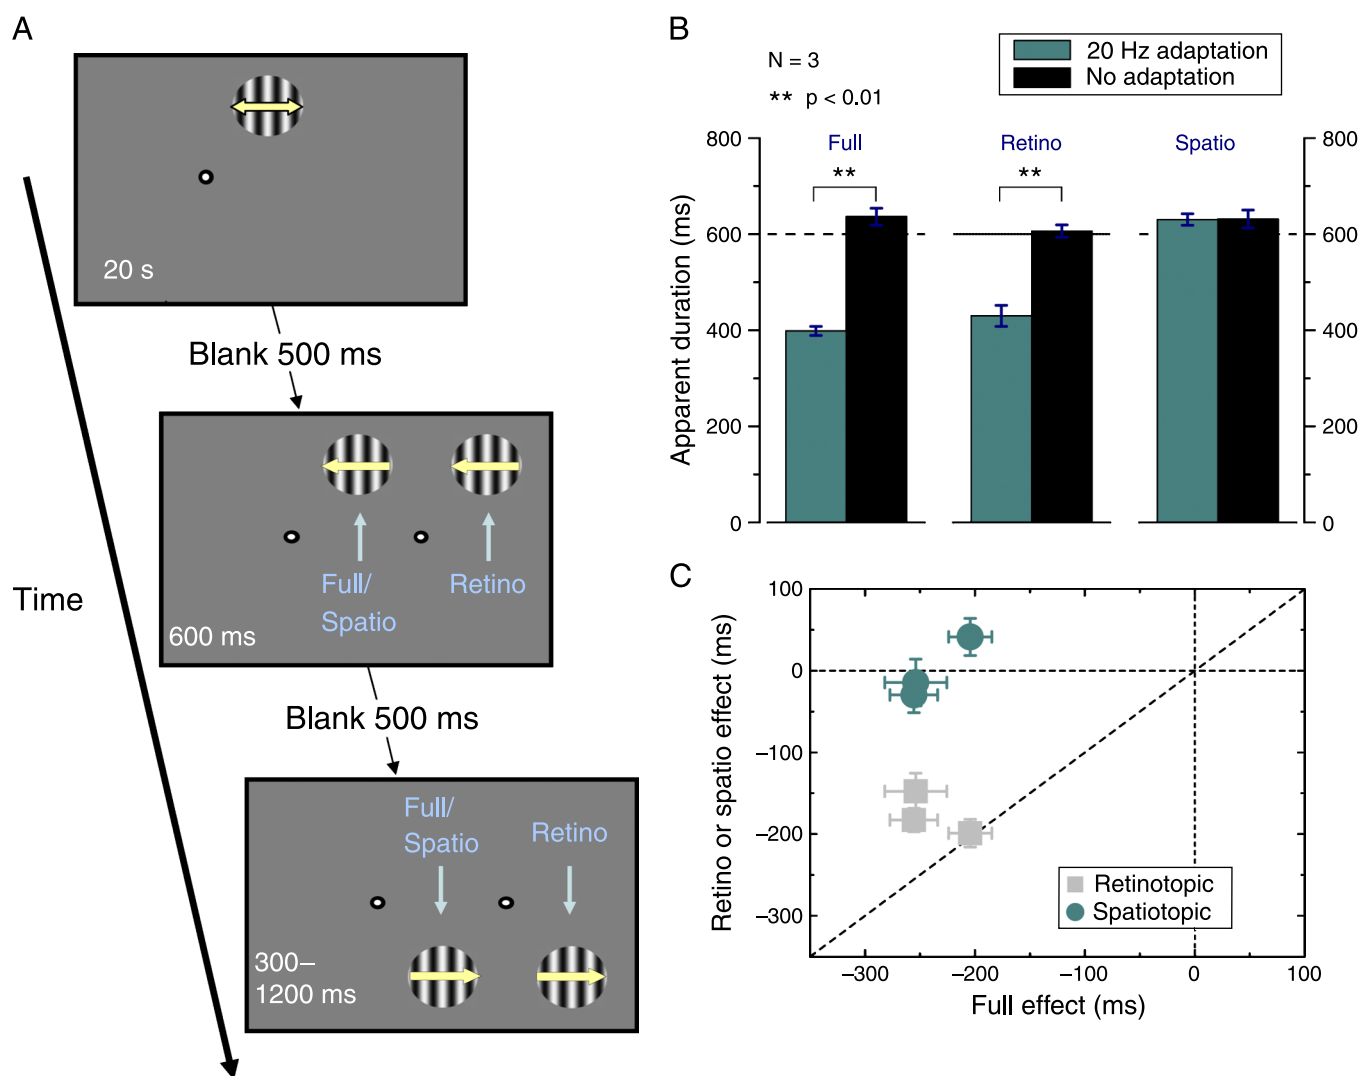 A
20 s
Blank 500 ms
Full/
Spatio
Retino
600 ms
Time
Blank 500 ms
Full/
Spatio
Retino
300–
1200 ms
B
N = 3
** p < 0.01
20 Hz adaptation
No adaptation
Full
Retino
Spatio
**
**
Apparent duration (ms)
800
600
400
200
0
800
600
400
200
0
C
Retino or spatio effect (ms)
100
0
−100
−200
−300
Retinotopic
Spatiotopic
−300
−200
−100
0
100
Full effect (ms)